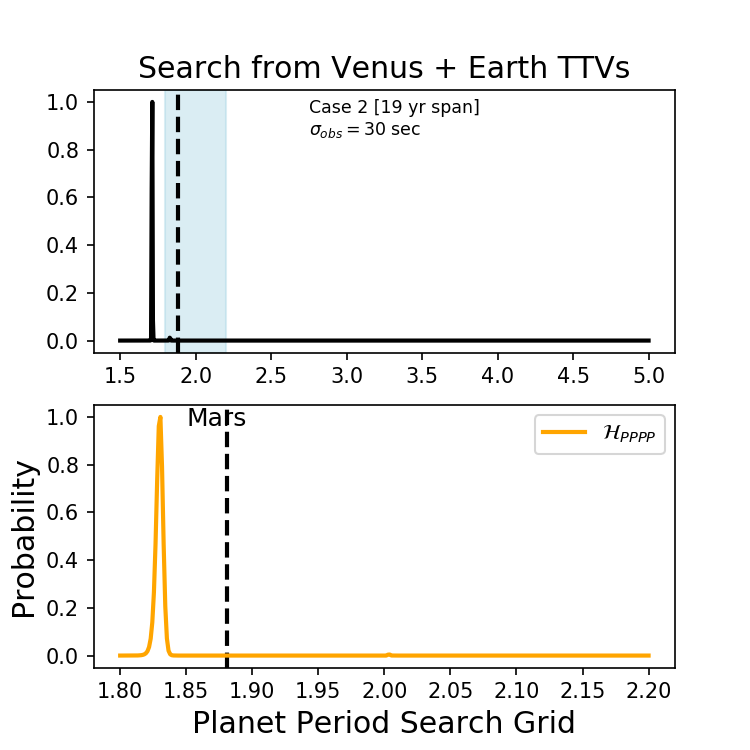 Search from Venus + Earth TTVs
Case 2 [19 yr span]
σ_obs = 30 sec
1.0
0.8
0.6
0.4
0.2
0.0
1.5 2.0 2.5 3.0 3.5 4.0 4.5 5.0
Mars
ℋ_PPPP
1.0
0.8
0.6
0.4
0.2
0.0
Probability
1.80 1.85 1.90 1.95 2.00 2.05 2.10 2.15 2.20
Planet Period Search Grid